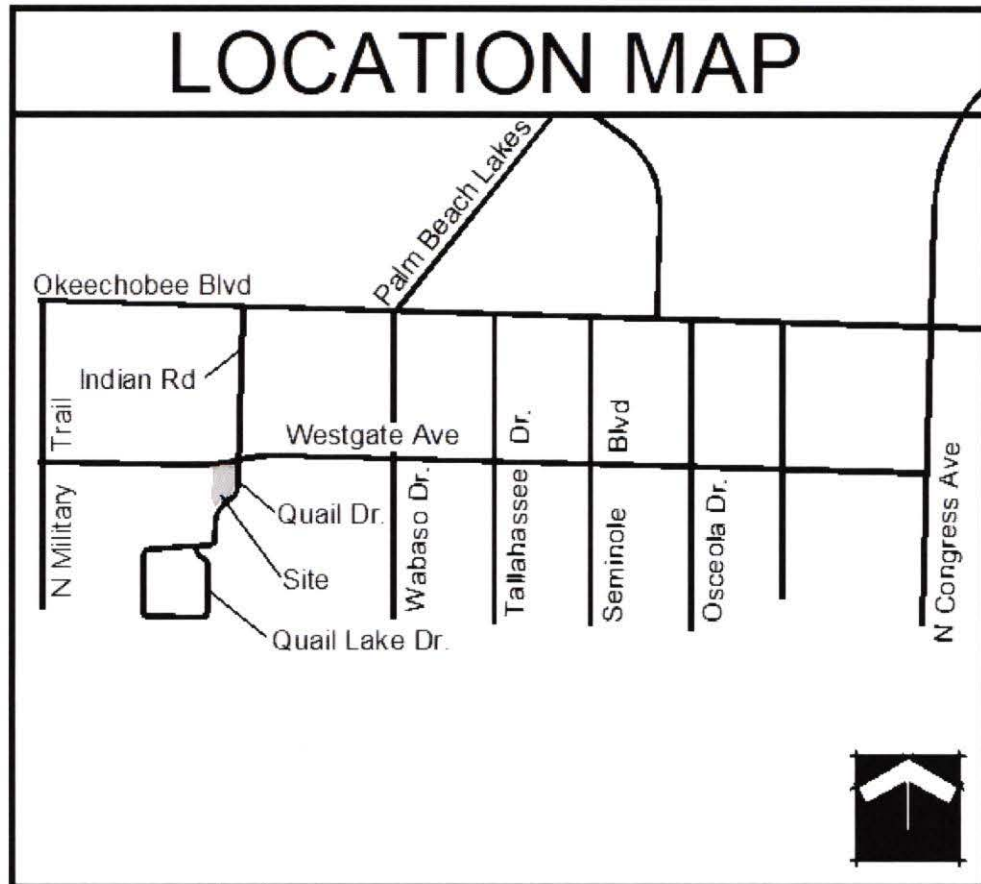 LOCATION MAP
Palm Beach Lakes
Okeechobee Blvd
Indian Rd
N Military Trail
Westgate Ave
Tallahassee Dr.
Seminole Blvd
Quail Dr.
Wabaso Dr.
Osceola Dr.
N Congress Ave
Site
Quail Lake Dr.